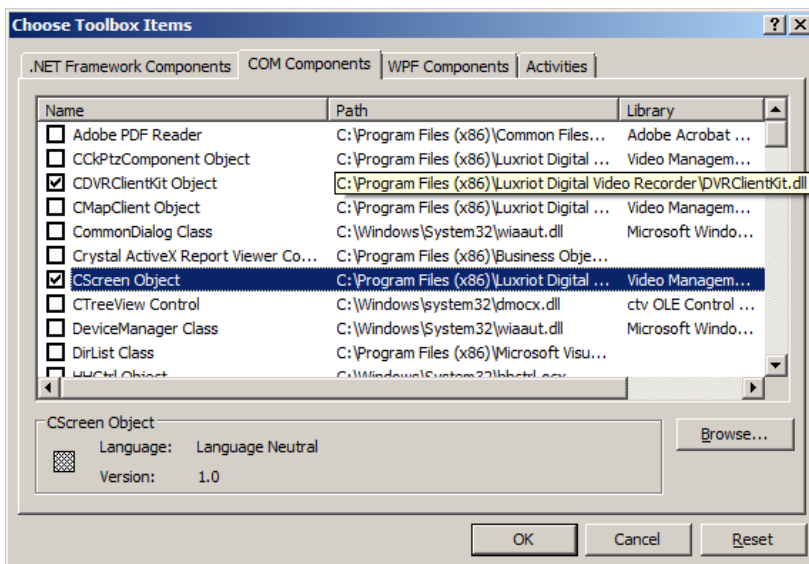 Choose Toolbox Items
.NET Framework Components COM Components WPF Components Activities
Name Path Library
Adobe PDF Reader C:\Program Files (x86)\Common Files... Adobe Acrobat ...
CCkPtzComponent Object C:\Program Files (x86)\Luxriot Digital ... Video Managem...
CDVRClientKit Object C:\Program Files (x86)\Luxriot Digital Video Recorder\DVRClientKit.dll
CMapClient Object C:\Program Files (x86)\Luxriot Digital ... Video Managem...
CommonDialog Class C:\Windows\System32\wiaaut.dll Microsoft Windo...
Crystal ActiveX Report Viewer Co... C:\Program Files (x86)\Business Obje...
CScreen Object C:\Program Files (x86)\Luxriot Digital ... Video Managem...
CTreeView Control C:\Windows\system32\dmocx.dll ctv OLE Control ...
DeviceManager Class C:\Windows\System32\wiaaut.dll Microsoft Windo...
DirList Class C:\Program Files (x86)\Microsoft Visu...
HHCtrl Object C:\Windows\System32\hhctrl.ocx
CScreen Object
Language: Language Neutral
Version: 1.0
Browse...
OK Cancel Reset